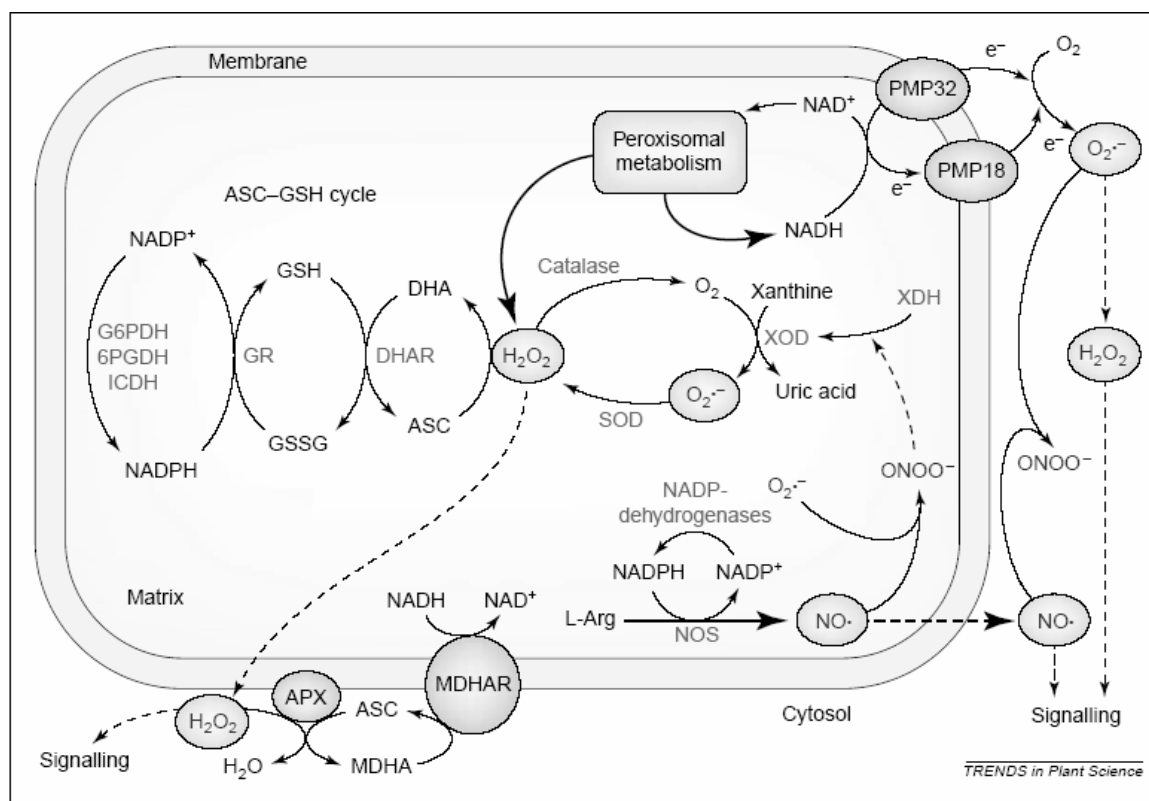 Membrane
PMP32
e⁻
O₂
NAD⁺
Peroxisomal
metabolism
PMP18
e⁻
e⁻
O₂·⁻
ASC–GSH cycle
NADH
NADP⁺
GSH
DHA
Catalase
O₂
Xanthine
XDH
G6PDH
6PGDH
ICDH
GR
DHAR
H₂O₂
XOD
H₂O₂
O₂·⁻
Uric acid
SOD
ASC
GSSG
NADPH
ONOO⁻
ONOO⁻
NADP-
dehydrogenases
O₂·⁻
NADPH
NADP⁺
Matrix
NADH
NAD⁺
L-Arg
NOS
NO·
NO·
MDHAR
APX
ASC
H₂O₂
Cytosol
Signalling
Signalling
H₂O
MDHA
TRENDS in Plant Science